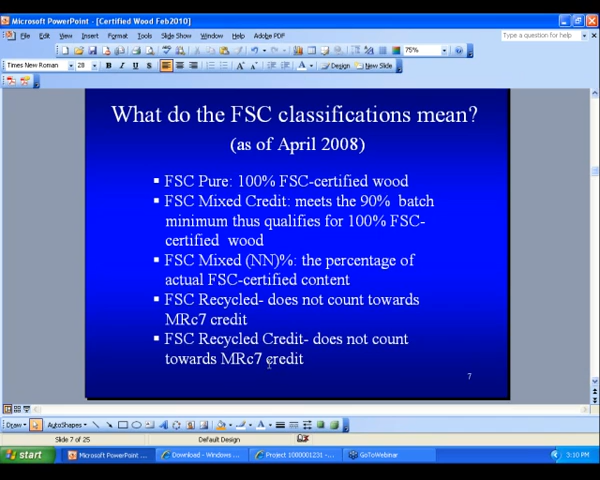 Microsoft PowerPoint - [Certified Wood Feb2010]
File Edit View Insert Format Tools Slide Show Window Help Adobe PDF
Type a question for help
75%
Times New Roman 28 B I U S Design New Slide
What do the FSC classifications mean?
(as of April 2008)
▪ FSC Pure: 100% FSC-certified wood
▪ FSC Mixed Credit: meets the 90% batch
minimum thus qualifies for 100% FSC-
certified wood
▪ FSC Mixed (NN)%: the percentage of
actual FSC-certified content
▪ FSC Recycled- does not count towards
MRc7 credit
▪ FSC Recycled Credit- does not count
towards MRc7 credit
7
Draw AutoShapes
Slide 7 of 25 Default Design
start Microsoft PowerPoint ... Download - Windows ... Project 1000001231 - ... GoToWebinar 3:10 PM